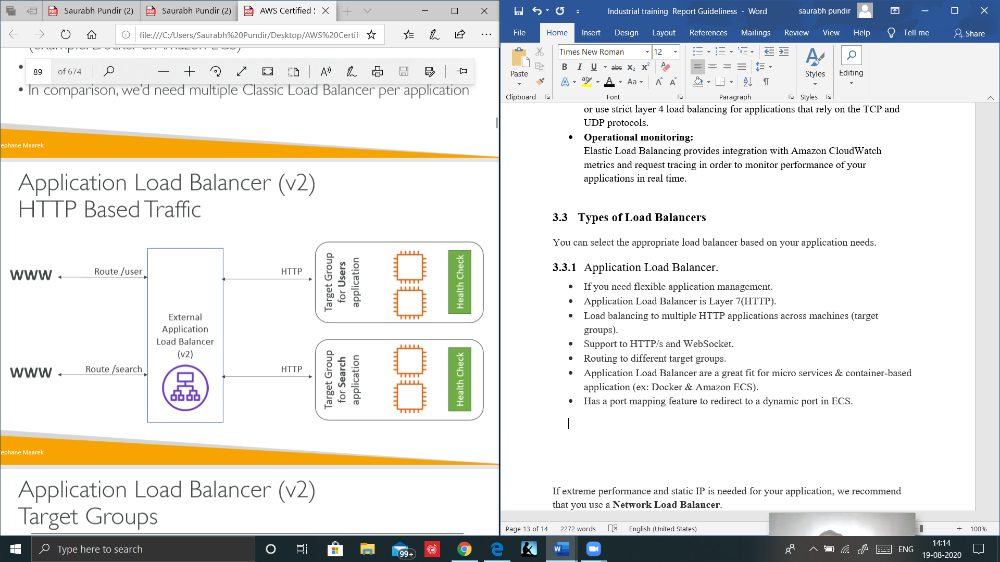 Saurabh Pundir (2).
Saurabh Pundir (2)
AWS Certified S
file:///C:/Users/Saurabh%20Pundir/Desktop/AWS%20Certifi
(example: Docker & Amazon ECS)
89 of 674
• In comparison, we'd need multiple Classic Load Balancer per application
ephane Maarek
Application Load Balancer (v2)
HTTP Based Traffic
WWW
Route /user
HTTP
Target Group
for Users
application
Health Check
External
Application
Load Balancer
(v2)
WWW
Route /search
HTTP
Target Group
for Search
application
Health Check
ephane Maarek
Application Load Balancer (v2)
Target Groups
Industrial training Report Guideliness - Word
saurabh pundir
File Home Insert Design Layout References Mailings Review View Help Tell me Share
Times New Roman 12
Paste
Styles
Editing
Clipboard Font Paragraph Styles
or use strict layer 4 load balancing for applications that rely on the TCP and
UDP protocols.
• Operational monitoring:
Elastic Load Balancing provides integration with Amazon CloudWatch
metrics and request tracing in order to monitor performance of your
applications in real time.
3.3 Types of Load Balancers
You can select the appropriate load balancer based on your application needs.
3.3.1 Application Load Balancer.
• If you need flexible application management.
• Application Load Balancer is Layer 7(HTTP).
• Load balancing to multiple HTTP applications across machines (target
groups).
• Support to HTTP/s and WebSocket.
• Routing to different target groups.
• Application Load Balancer are a great fit for micro services & container-based
application (ex: Docker & Amazon ECS).
• Has a port mapping feature to redirect to a dynamic port in ECS.
If extreme performance and static IP is needed for your application, we recommend
that you use a Network Load Balancer.
Page 13 of 14 2272 words English (United States) 100%
Type here to search
99+
ENG
14:14
19-08-2020